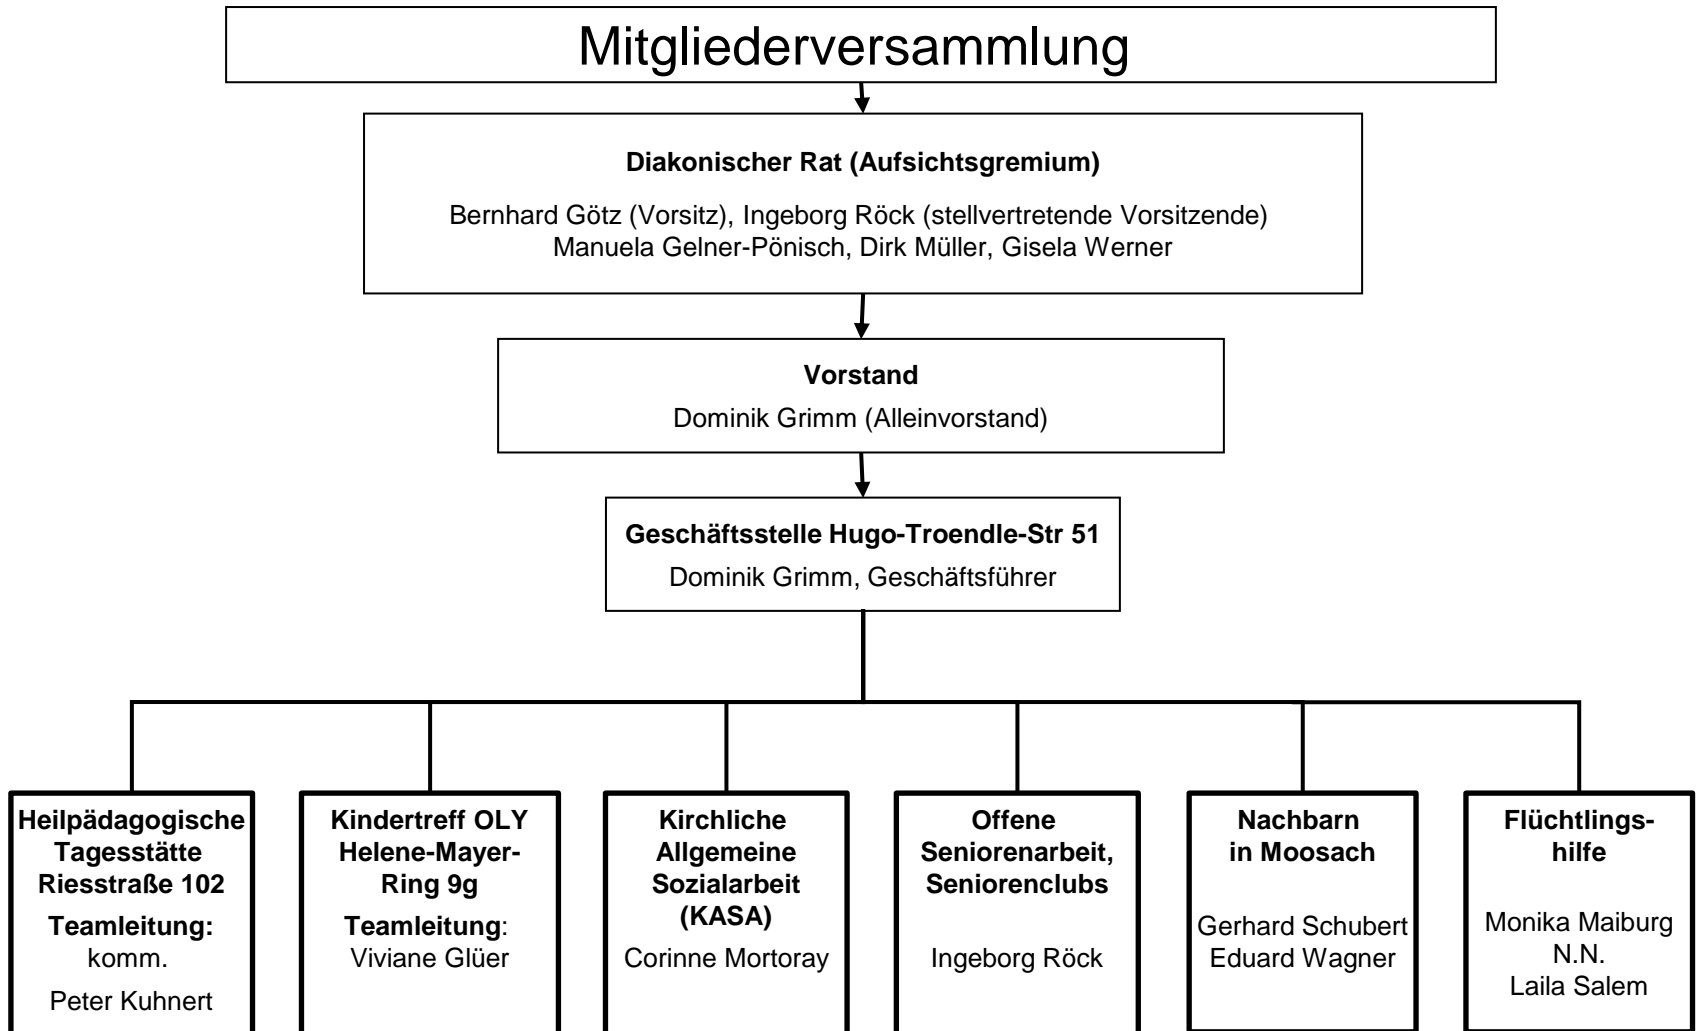 Mitgliederversammlung
Diakonischer Rat (Aufsichtsgremium)
Bernhard Götz (Vorsitz), Ingeborg Röck (stellvertretende Vorsitzende)
Manuela Gelner-Pönisch, Dirk Müller, Gisela Werner
Vorstand
Dominik Grimm (Alleinvorstand)
Geschäftsstelle Hugo-Troendle-Str 51
Dominik Grimm, Geschäftsführer
Heilpädagogische
Tagesstätte
Riesstraße 102
Teamleitung:
komm.
Peter Kuhnert
Kindertreff OLY
Helene-Mayer-
Ring 9g
Teamleitung:
Viviane Glüer
Kirchliche
Allgemeine
Sozialarbeit
(KASA)
Corinne Mortoray
Offene
Seniorenarbeit,
Seniorenclubs
Ingeborg Röck
Nachbarn
in Moosach
Gerhard Schubert
Eduard Wagner
Flüchtlings-
hilfe
Monika Maiburg
N.N.
Laila Salem